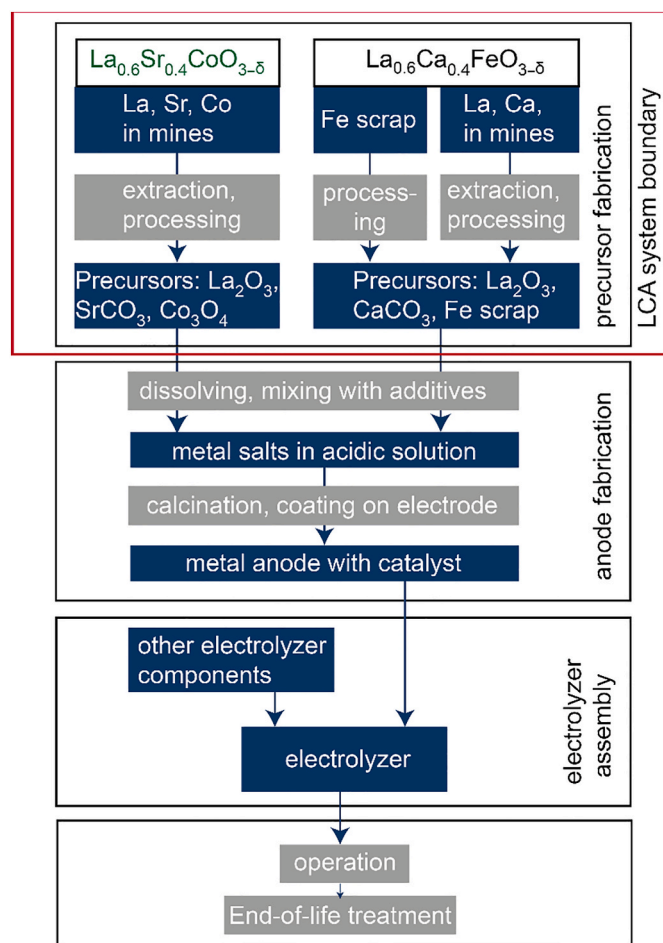 La₀.₆Sr₀.₄CoO₃₋δ
La, Sr, Co
in mines
extraction,
processing
Precursors: La₂O₃,
SrCO₃, Co₃O₄
La₀.₆Ca₀.₄FeO₃₋δ
Fe scrap
La, Ca,
in mines
process-
ing
extraction,
processing
Precursors: La₂O₃,
CaCO₃, Fe scrap
precursor fabrication
LCA system boundary
dissolving, mixing with additives
metal salts in acidic solution
calcination, coating on electrode
metal anode with catalyst
anode fabrication
other electrolyzer
components
electrolyzer
electrolyzer
assembly
operation
End-of-life treatment